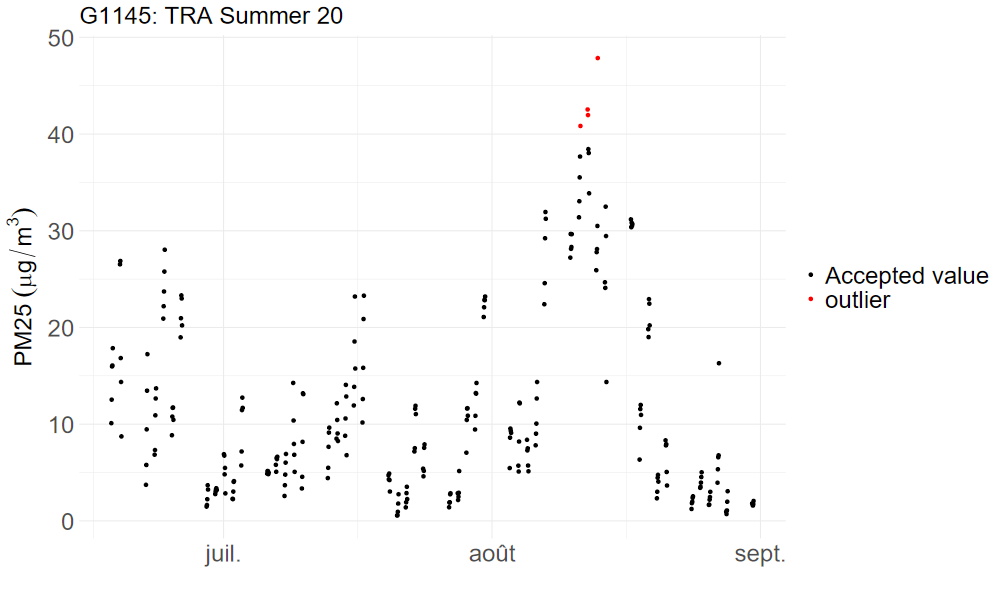 G1145: TRA Summer 20
PM25 (μg/m³)
50
40
30
20
10
0
juil.
août
sept.
Accepted value
outlier